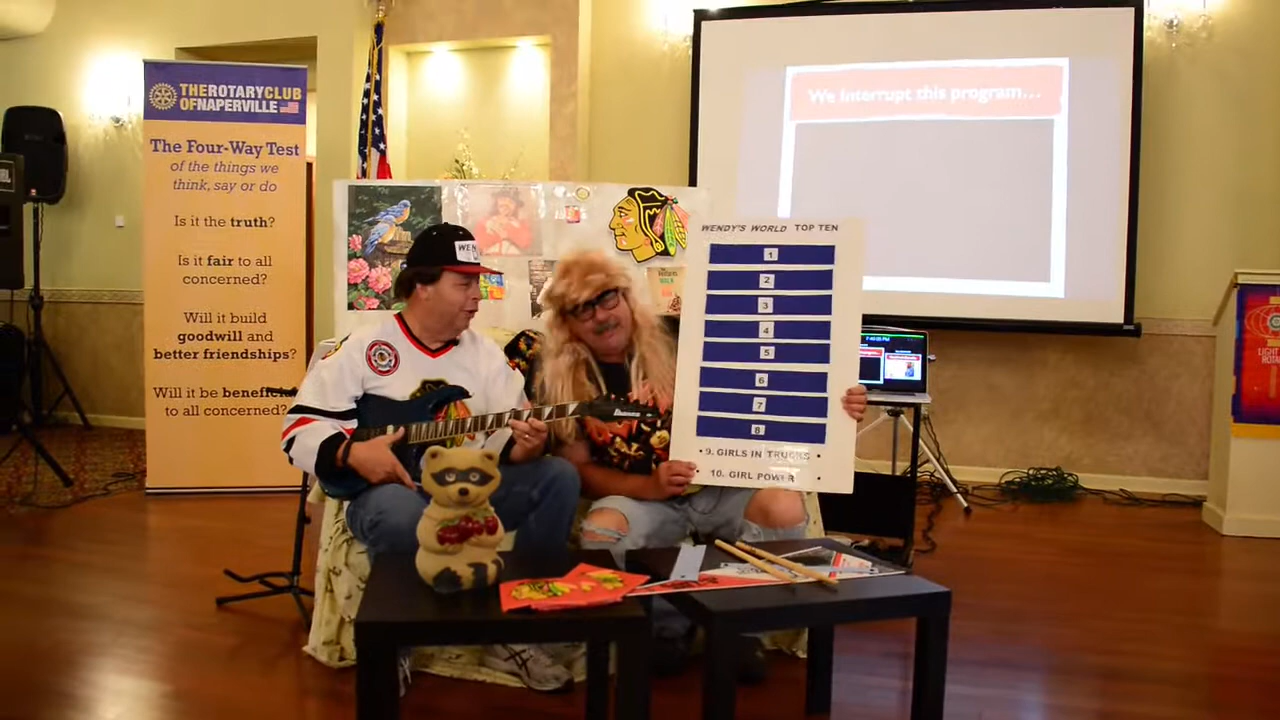 THE ROTARY CLUB
OF NAPERVILLE
The Four-Way Test
of the things we
think, say or do
Is it the truth?
Is it fair to all
concerned?
Will it build
goodwill and
better friendships?
Will it be
to all concerned?
We Interrupt this program...
WENDY'S WORLD TOP TEN
1
2
3
4
5
6
7
8
• 9. GIRLS IN TRUCKS •
• 10. GIRL POWER •
WEN
Ibanez
LIGHT